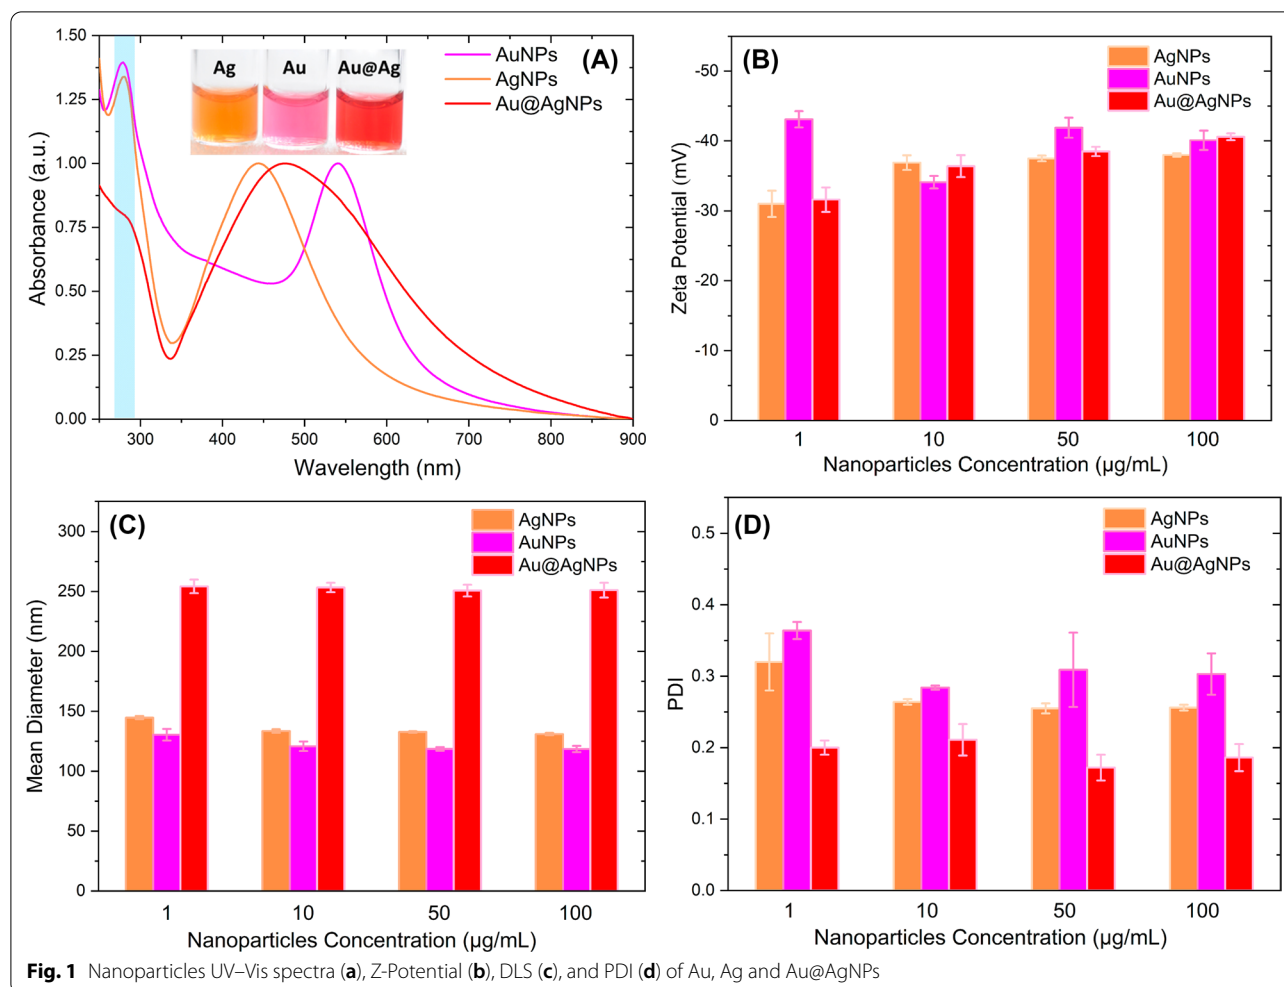 1.50
1.25
1.00
0.75
0.50
0.25
0.00
Absorbance (a.u.)
300 400 500 600 700 800 900
Wavelength (nm)
Ag Au Au@Ag
AuNPs
AgNPs
Au@AgNPs
(A)
(B)
AgNPs
AuNPs
Au@AgNPs
-50
-40
-30
-20
-10
0
Zeta Potential (mV)
1 10 50 100
Nanoparticles Concentration (µg/mL)
(C)
AgNPs
AuNPs
Au@AgNPs
300
250
200
150
100
50
0
Mean Diameter (nm)
1 10 50 100
Nanoparticles Concentration (µg/mL)
(D)
AgNPs
AuNPs
Au@AgNPs
0.5
0.4
0.3
0.2
0.1
0.0
PDI
1 10 50 100
Nanoparticles Concentration (µg/mL)
Fig. 1 Nanoparticles UV–Vis spectra (a), Z-Potential (b), DLS (c), and PDI (d) of Au, Ag and Au@AgNPs